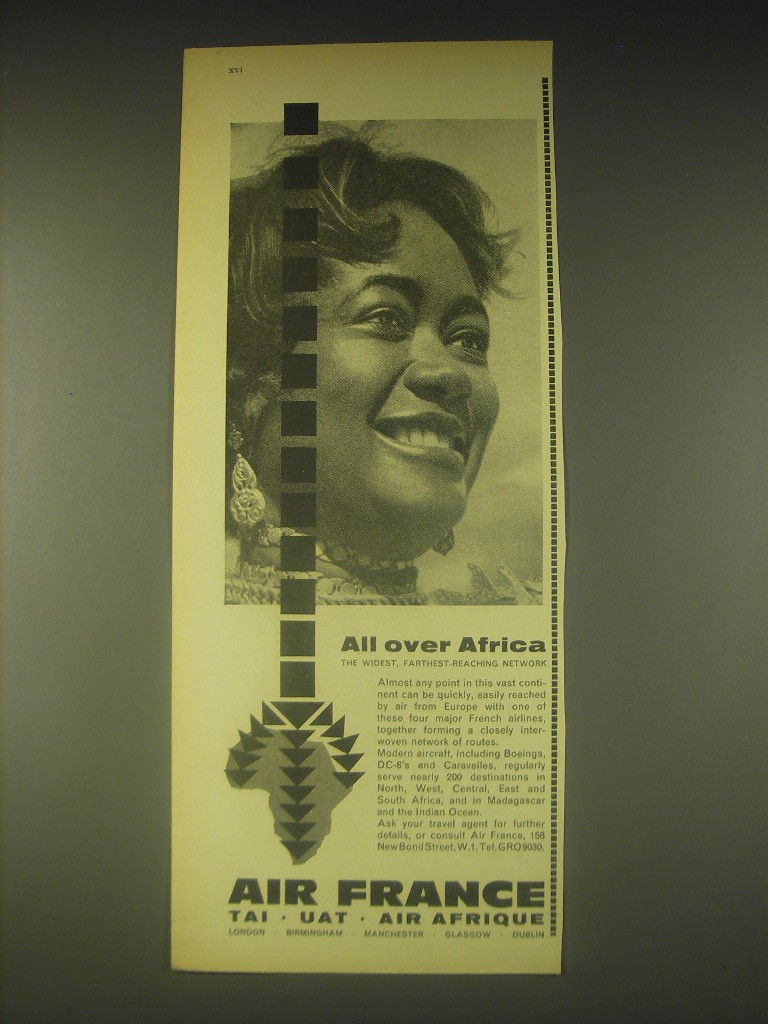 XVI
All over Africa
THE WIDEST, FARTHEST-REACHING NETWORK
Almost any point in this vast conti-
nent can be quickly, easily reached
by air from Europe with one of
these four major French airlines,
together forming a closely inter-
woven network of routes.
Modern aircraft, including Boeings,
DC-8's and Caravelles, regularly
serve nearly 200 destinations in
North, West, Central, East and
South Africa, and in Madagascar
and the Indian Ocean.
Ask your travel agent for further
details, or consult Air France, 158
New Bond Street, W.1. Tel. GRO 9030.
AIR FRANCE
TAI · UAT · AIR AFRIQUE
LONDON · BIRMINGHAM · MANCHESTER · GLASGOW · DUBLIN